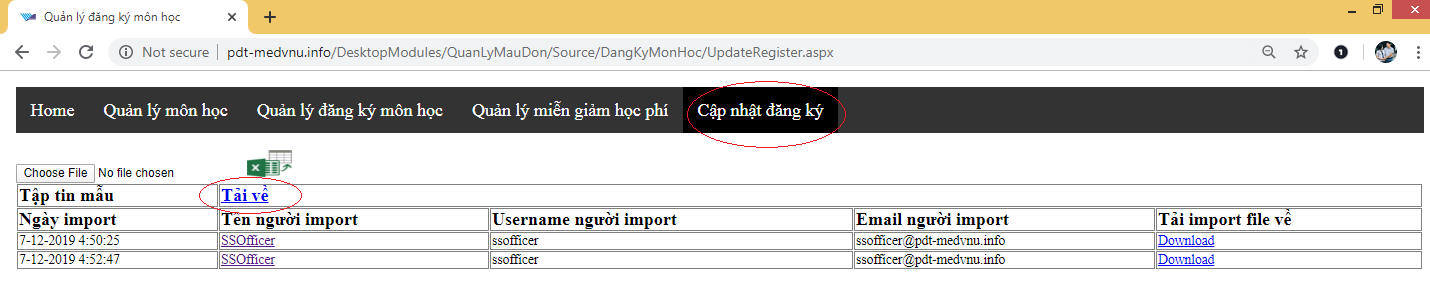 Quản lý đăng ký môn học
Not secure | pdt-medvnu.info/DesktopModules/QuanLyMauDon/Source/DangKyMonHoc/UpdateRegister.aspx
Home Quản lý môn học Quản lý đăng ký môn học Quản lý miễn giảm học phí Cập nhật đăng ký
Choose File No file chosen
Tập tin mẫu Tải về
Ngày import Tên người import Username người import Email người import Tải import file về
7-12-2019 4:50:25 SSOfficer ssofficer ssofficer@pdt-medvnu.info Download
7-12-2019 4:52:47 SSOfficer ssofficer ssofficer@pdt-medvnu.info Download